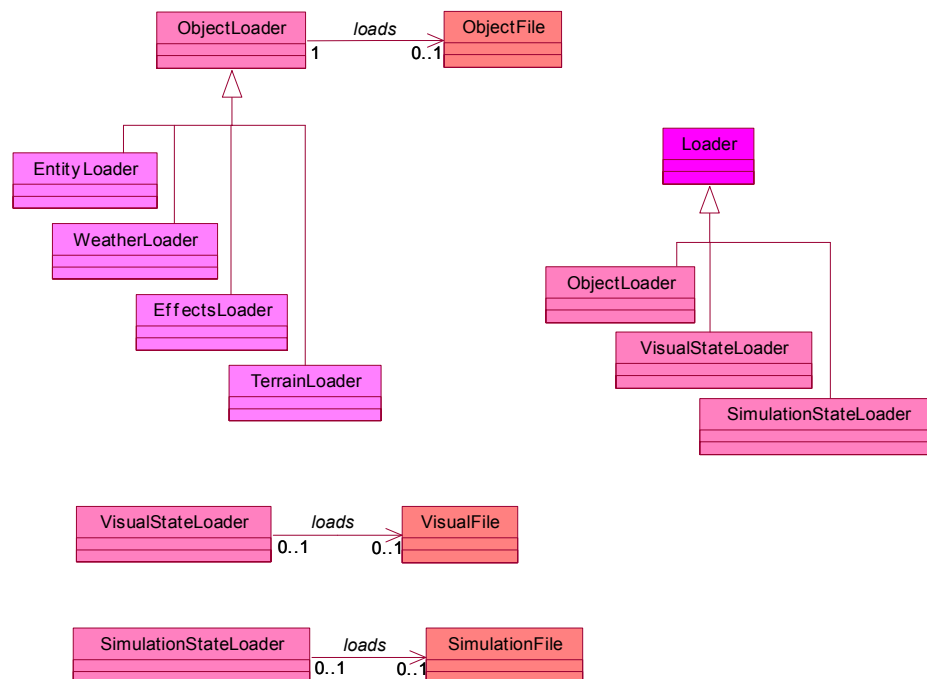 ObjectLoader
loads
ObjectFile
1
0..1
EntityLoader
WeatherLoader
EffectsLoader
TerrainLoader
Loader
ObjectLoader
VisualStateLoader
SimulationStateLoader
VisualStateLoader
loads
VisualFile
0..1
0..1
SimulationStateLoader
loads
SimulationFile
0..1
0..1